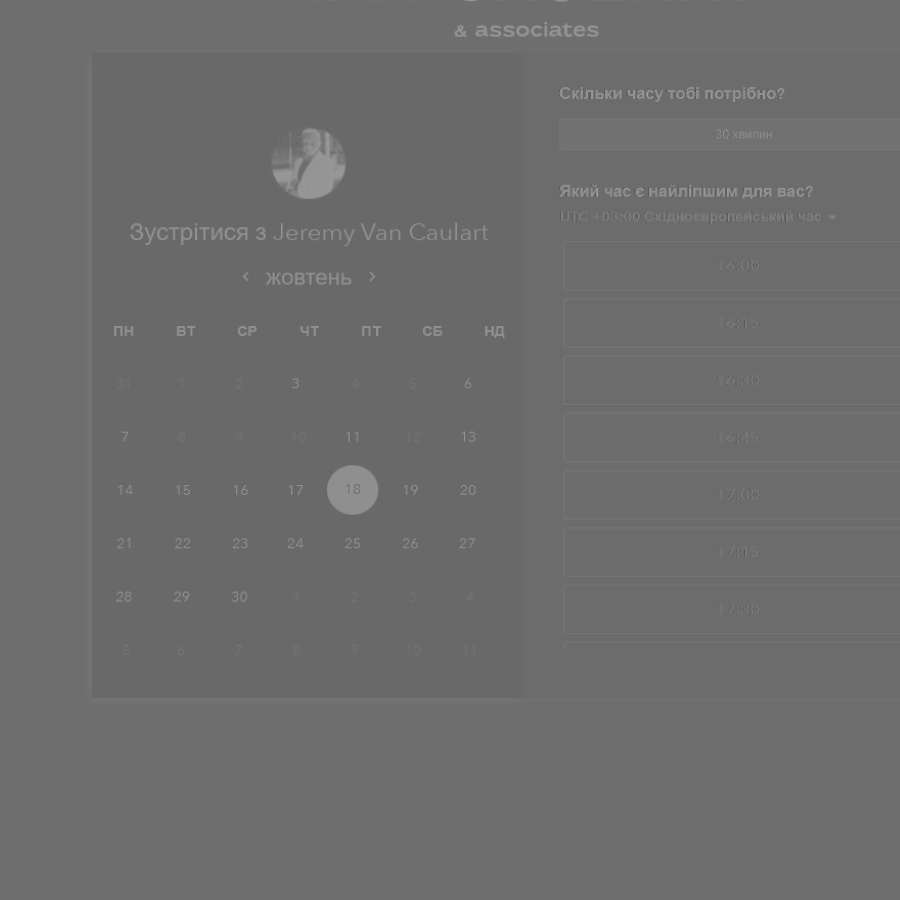 & associates
Зустрітися з Jeremy Van Caulart
жовтень
ПН ВТ СР ЧТ ПТ СБ НД
31 1 2 3 4 5 6
7 8 9 10 11 12 13
14 15 16 17 18 19 20
21 22 23 24 25 26 27
28 29 30 1 2 3 4
5 6 7 8 9 10 11
Скільки часу тобі потрібно?
30 хвилин
Який час є найліпшим для вас?
UTC +03:00 Східноєвропейський час
16:00
16:15
16:30
16:45
17:00
17:15
17:30